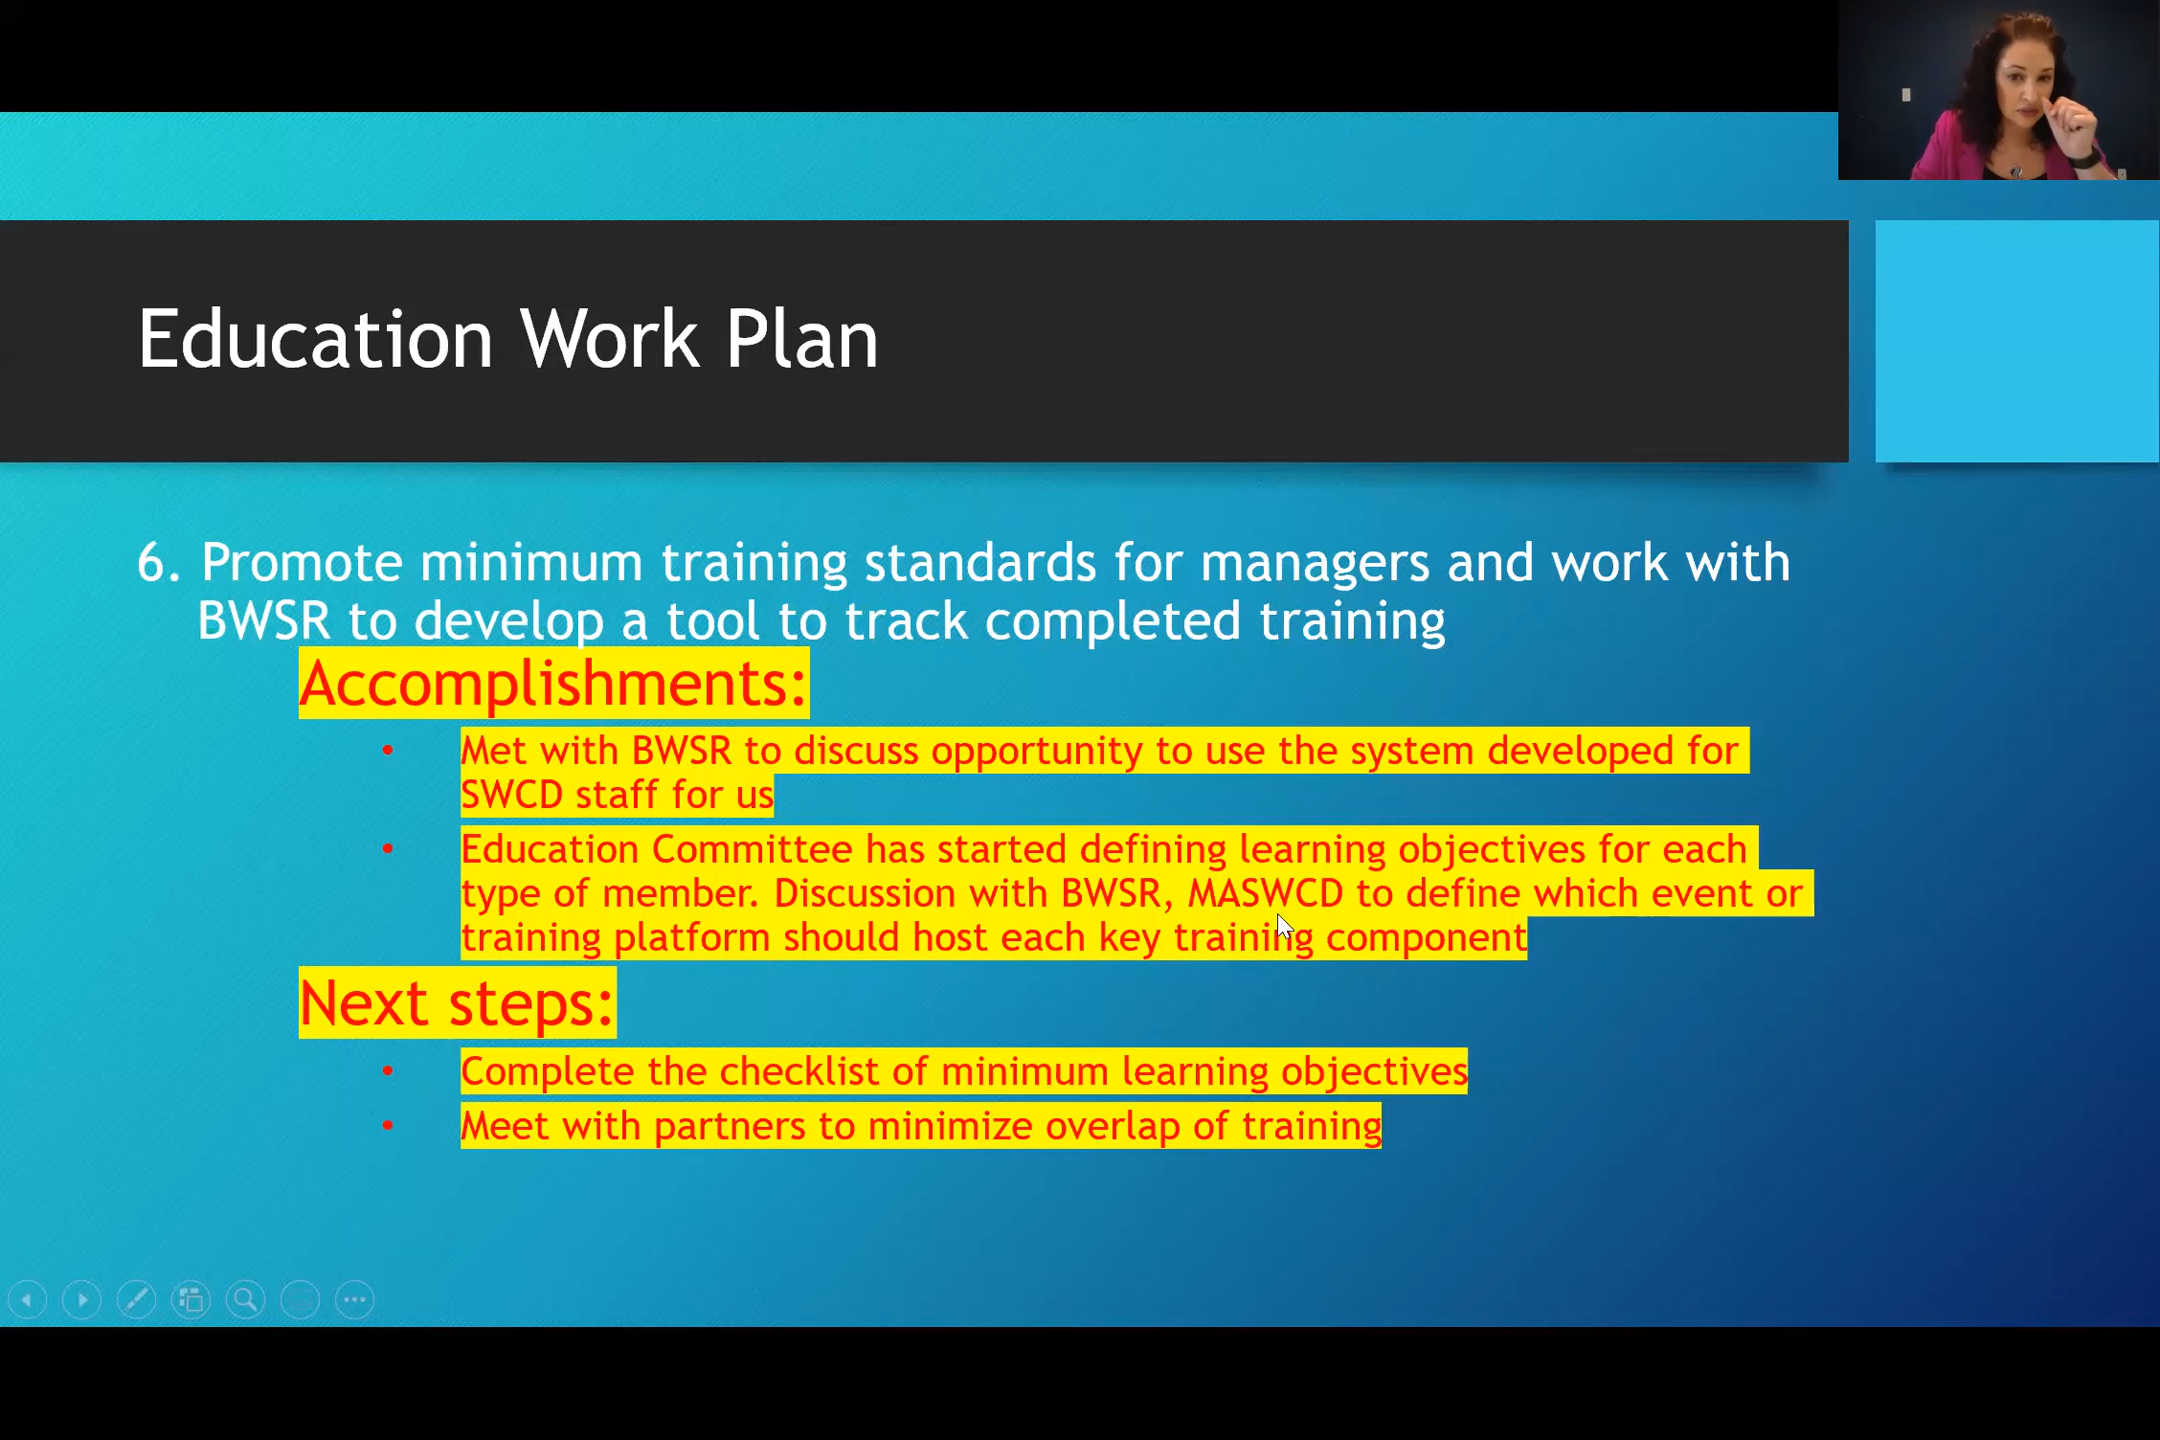 Education Work Plan
6. Promote minimum training standards for managers and work with
BWSR to develop a tool to track completed training
Accomplishments:
• Met with BWSR to discuss opportunity to use the system developed for
SWCD staff for us
• Education Committee has started defining learning objectives for each
type of member. Discussion with BWSR, MASWCD to define which event or
training platform should host each key training component
Next steps:
• Complete the checklist of minimum learning objectives
• Meet with partners to minimize overlap of training